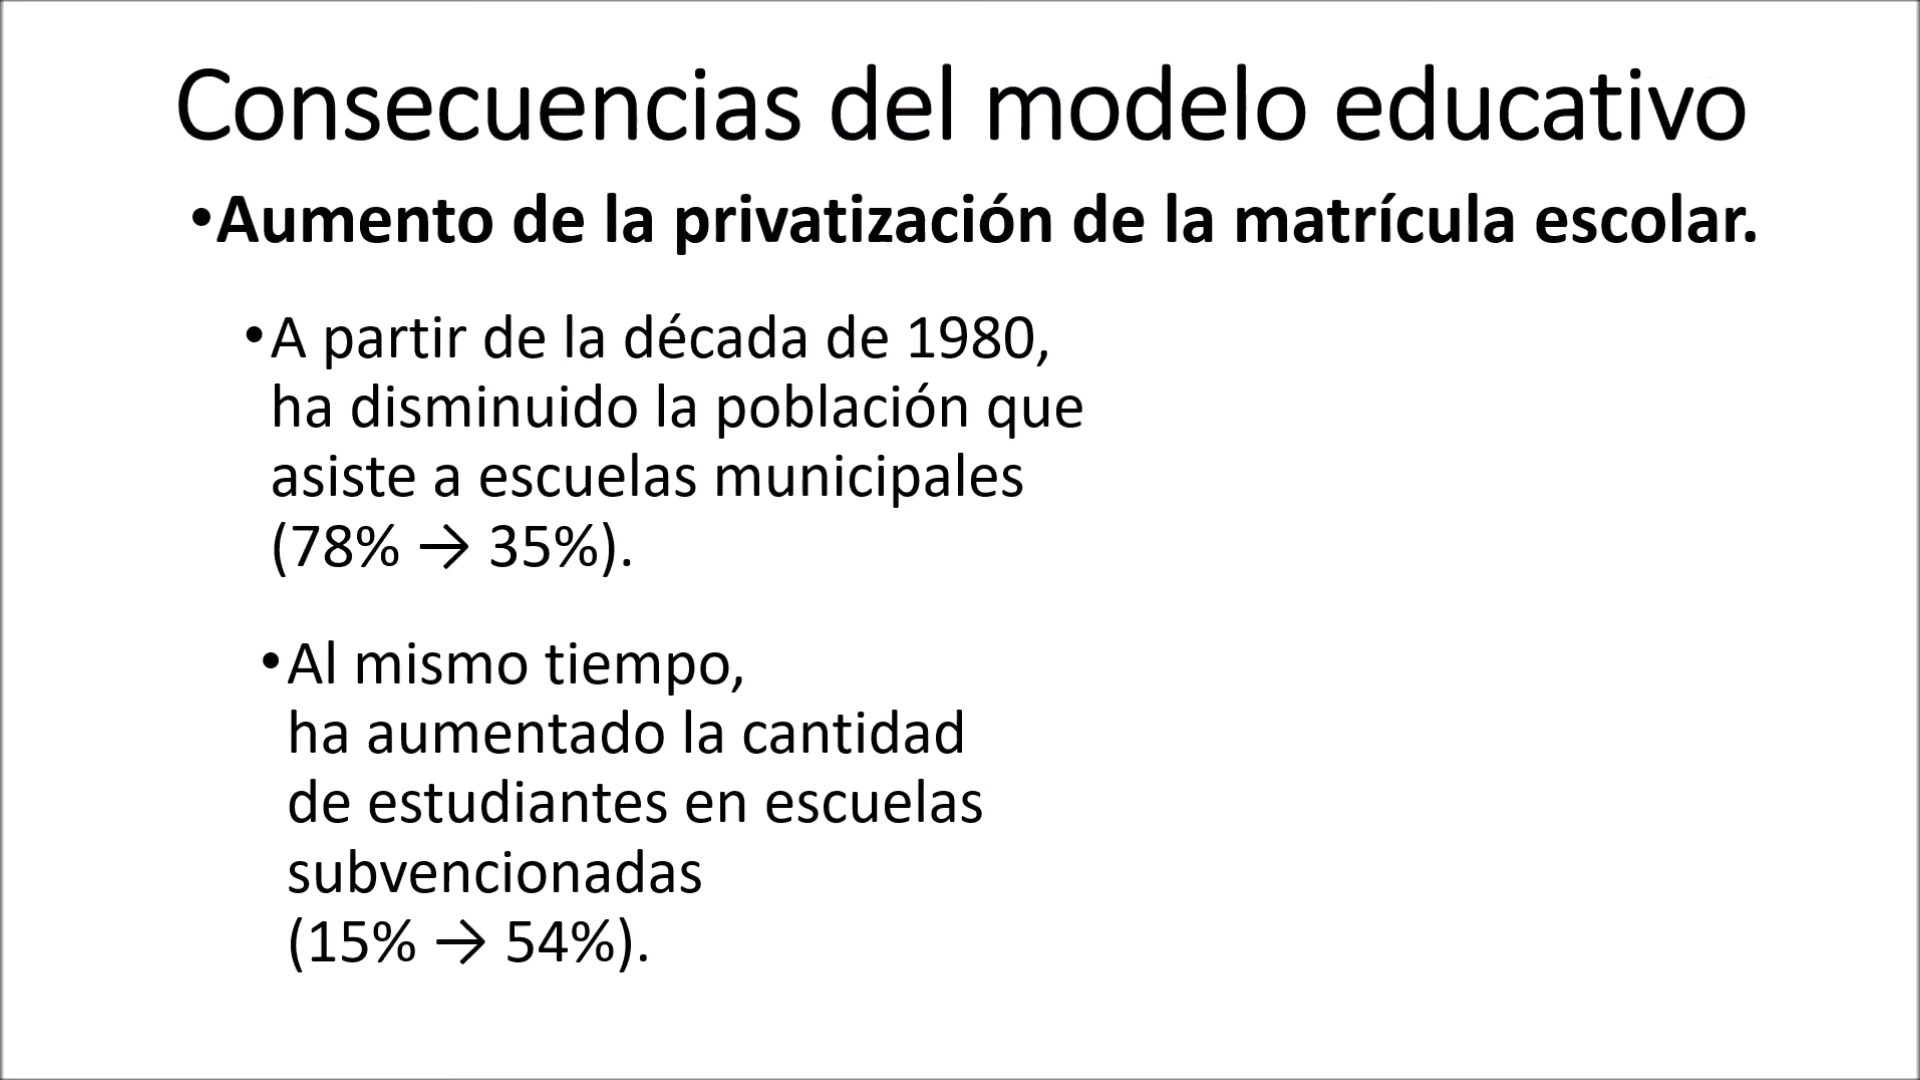 Consecuencias del modelo educativo
•Aumento de la privatización de la matrícula escolar.
•A partir de la década de 1980,
ha disminuido la población que
asiste a escuelas municipales
(78% → 35%).
•Al mismo tiempo,
ha aumentado la cantidad
de estudiantes en escuelas
subvencionadas
(15% → 54%).